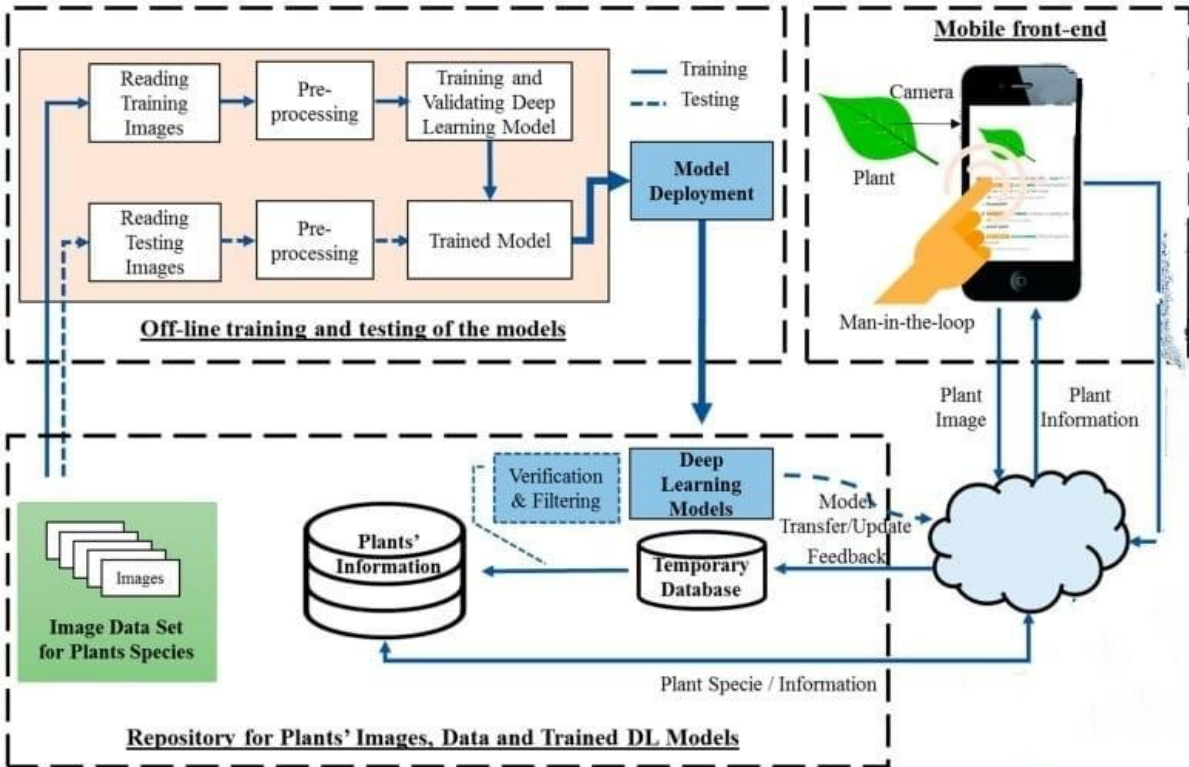 Reading
Training
Images
Pre-
processing
Training and
Validating Deep
Learning Model
Training
Testing
Reading
Testing
Images
Pre-
processing
Trained Model
Model
Deployment
Off-line training and testing of the models
Mobile front-end
Camera
Plant
Man-in-the-loop
Plant
Image
Plant
Information
Verification
& Filtering
Deep
Learning
Models
Model
Transfer/Update
Feedback
Plants'
Information
Temporary
Database
Images
Image Data Set
for Plants Species
Plant Specie / Information
Repository for Plants' Images, Data and Trained DL Models